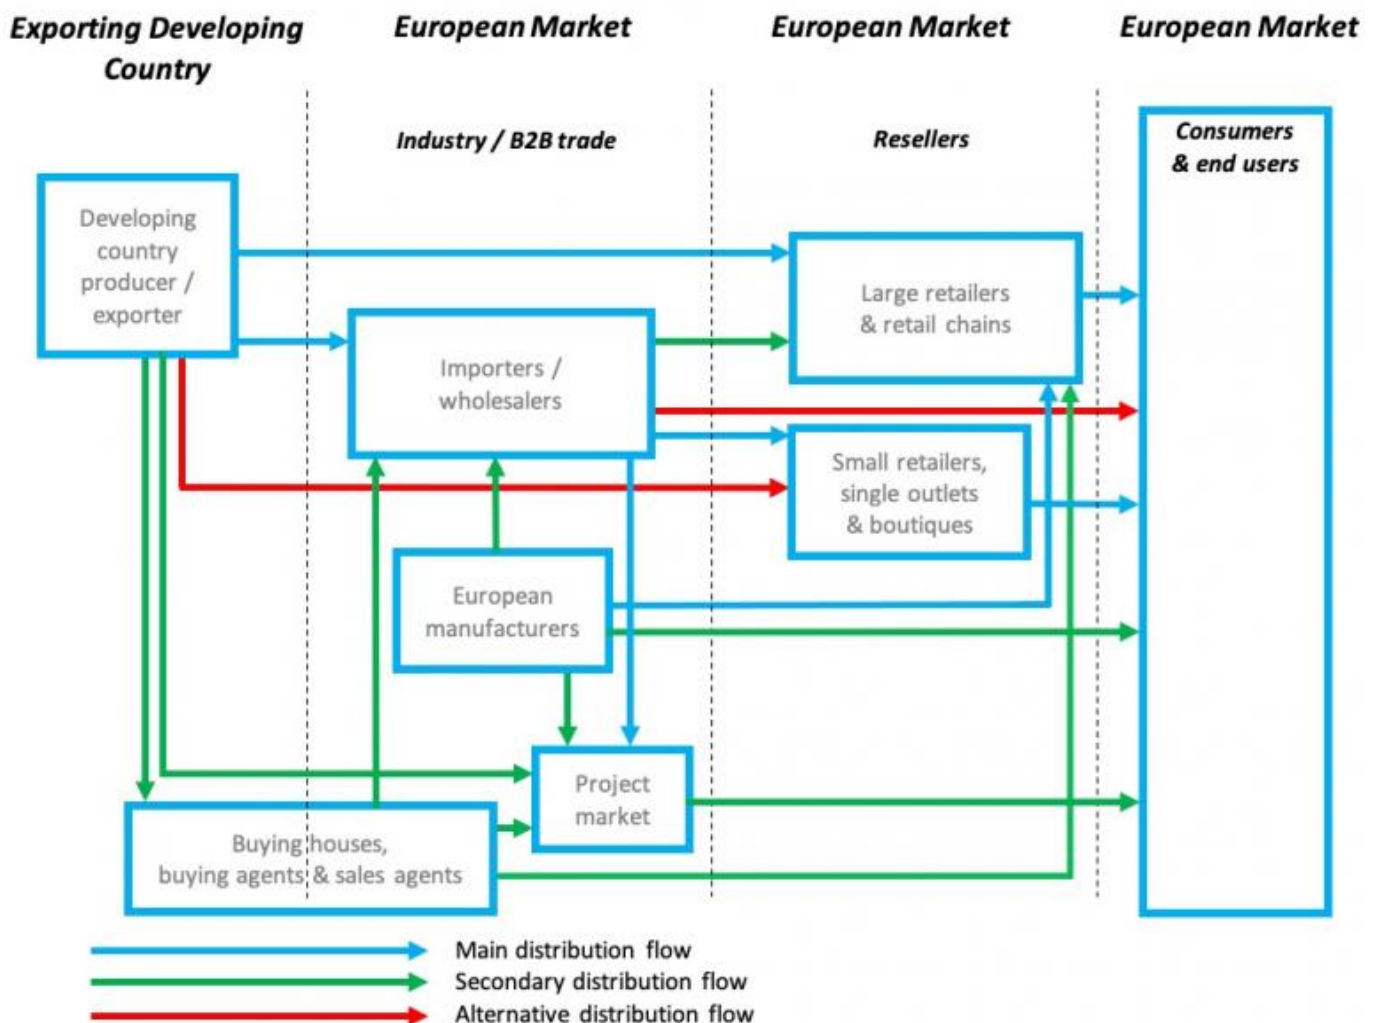 Exporting Developing
Country
European Market
European Market
European Market
Industry / B2B trade
Resellers
Consumers
& end users
Developing
country
producer /
exporter
Importers /
wholesalers
Large retailers
& retail chains
Small retailers,
single outlets
& boutiques
European
manufacturers
Project
market
Buying houses,
buying agents & sales agents
Main distribution flow
Secondary distribution flow
Alternative distribution flow